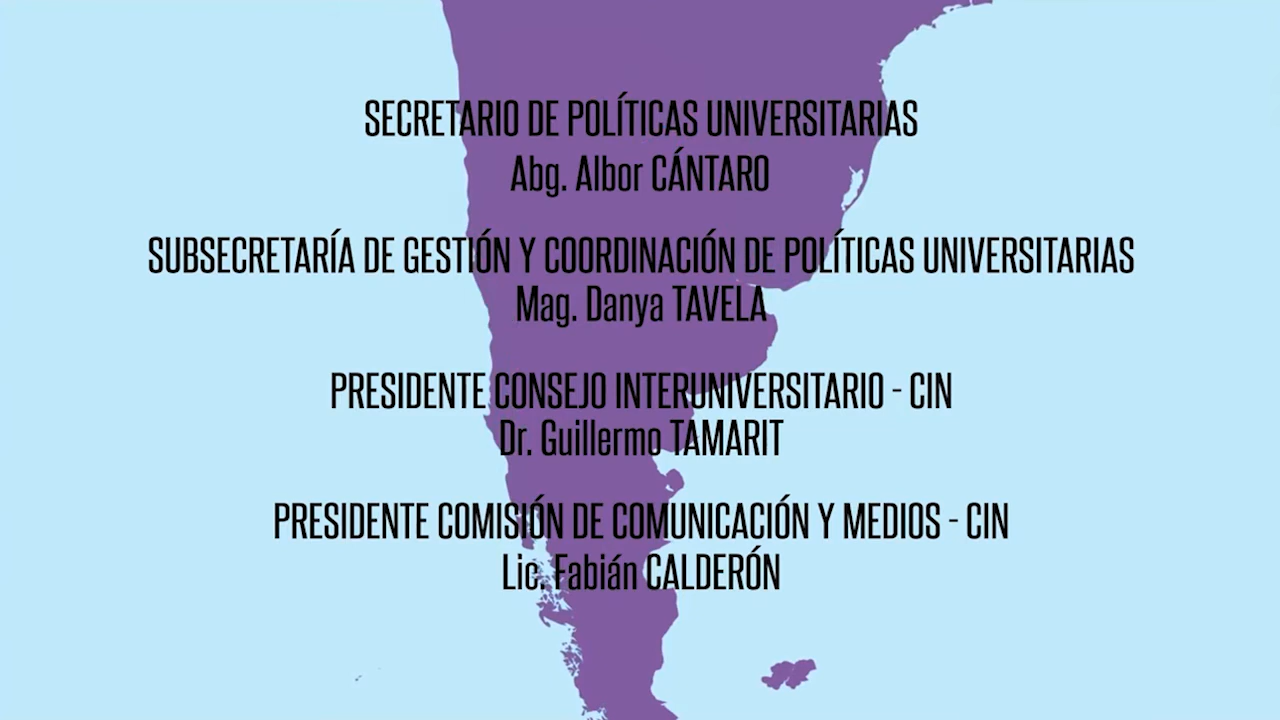 SECRETARIO DE POLÍTICAS UNIVERSITARIAS
Abg. Albor CÁNTARO
SUBSECRETARÍA DE GESTIÓN Y COORDINACIÓN DE POLÍTICAS UNIVERSITARIAS
Mag. Danya TAVELA
PRESIDENTE CONSEJO INTERUNIVERSITARIO - CIN
Dr. Guillermo TAMARIT
PRESIDENTE COMISIÓN DE COMUNICACIÓN Y MEDIOS - CIN
Lic. Fabián CALDERÓN